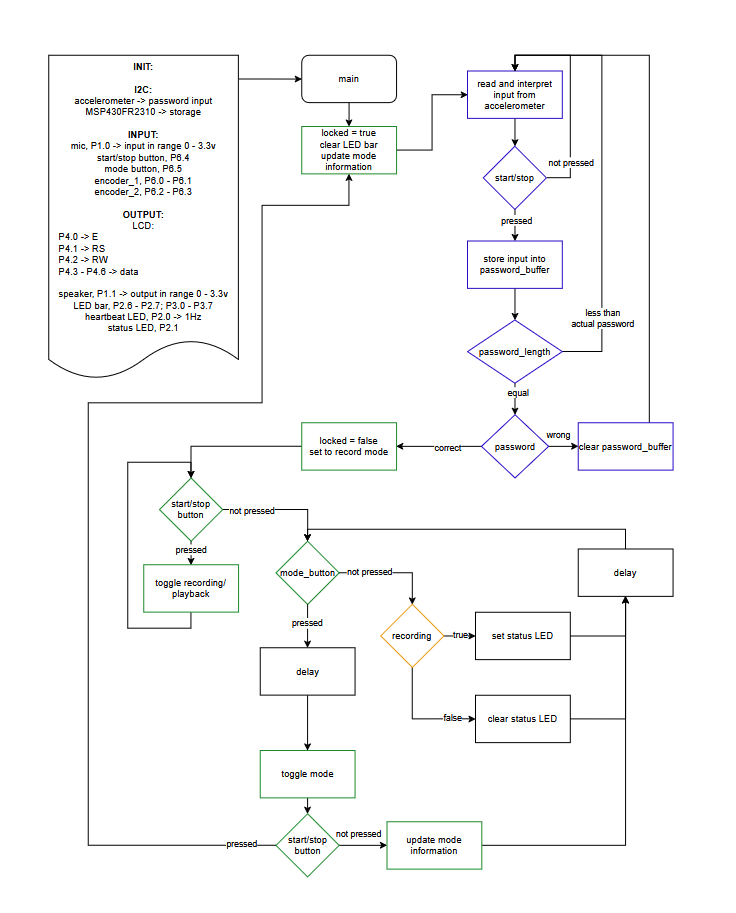 INIT:
I2C:
accelerometer -> password input
MSP430FR2310 -> storage
INPUT:
mic, P1.0 -> input in range 0 - 3.3v
start/stop button, P6.4
mode button, P6.5
encoder_1, P6.0 - P6.1
encoder_2, P6.2 - P6.3
OUTPUT:
LCD:
P4.0 -> E
P4.1 -> RS
P4.2 -> RW
P4.3 - P4.6 -> data
speaker, P1.1 -> output in range 0 - 3.3v
LED bar, P2.6 - P2.7; P3.0 - P3.7
heartbeat LED, P2.0 -> 1Hz
status LED, P2.1
main
locked = true
clear LED bar
update mode
information
read and interpret
input from
accelerometer
not pressed
start/stop
pressed
store input into
password_buffer
less than
actual password
password_length
equal
password
wrong
clear password_buffer
correct
locked = false
set to record mode
start/stop
button
not pressed
pressed
toggle recording/
playback
mode_button
not pressed
pressed
delay
recording
true
set status LED
false
clear status LED
delay
toggle mode
start/stop
button
pressed
not pressed
update mode
information